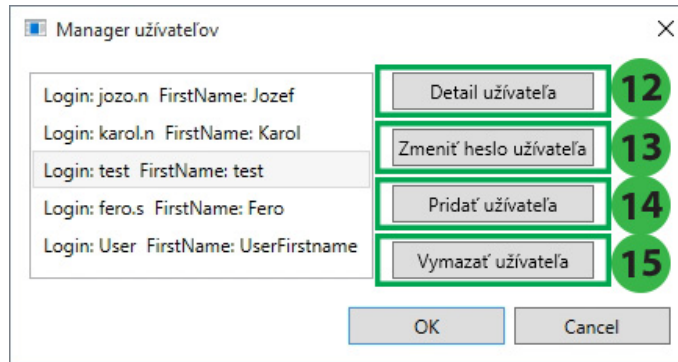 Manager užívateľov
Login: jozo.n FirstName: Jozef
Login: karol.n FirstName: Karol
Login: test FirstName: test
Login: fero.s FirstName: Fero
Login: User FirstName: UserFirstname
Detail užívateľa
12
Zmeniť heslo užívateľa
13
Pridať užívateľa
14
Vymazať užívateľa
15
OK
Cancel